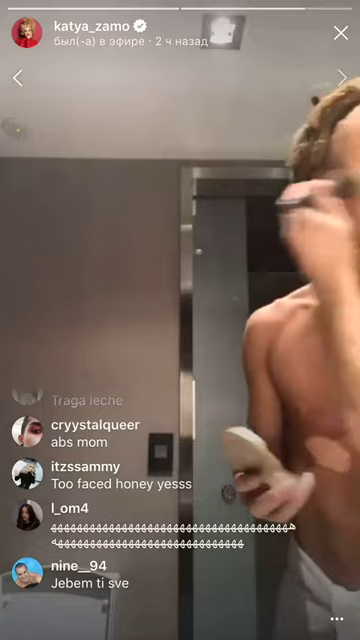 katya_zamo
был(-а) в эфире · 2 ч назад
Traga leche
cryystalqueer
abs mom
itzssammy
Too faced honey yesss
l_om4
nine__94
Jebem ti sve